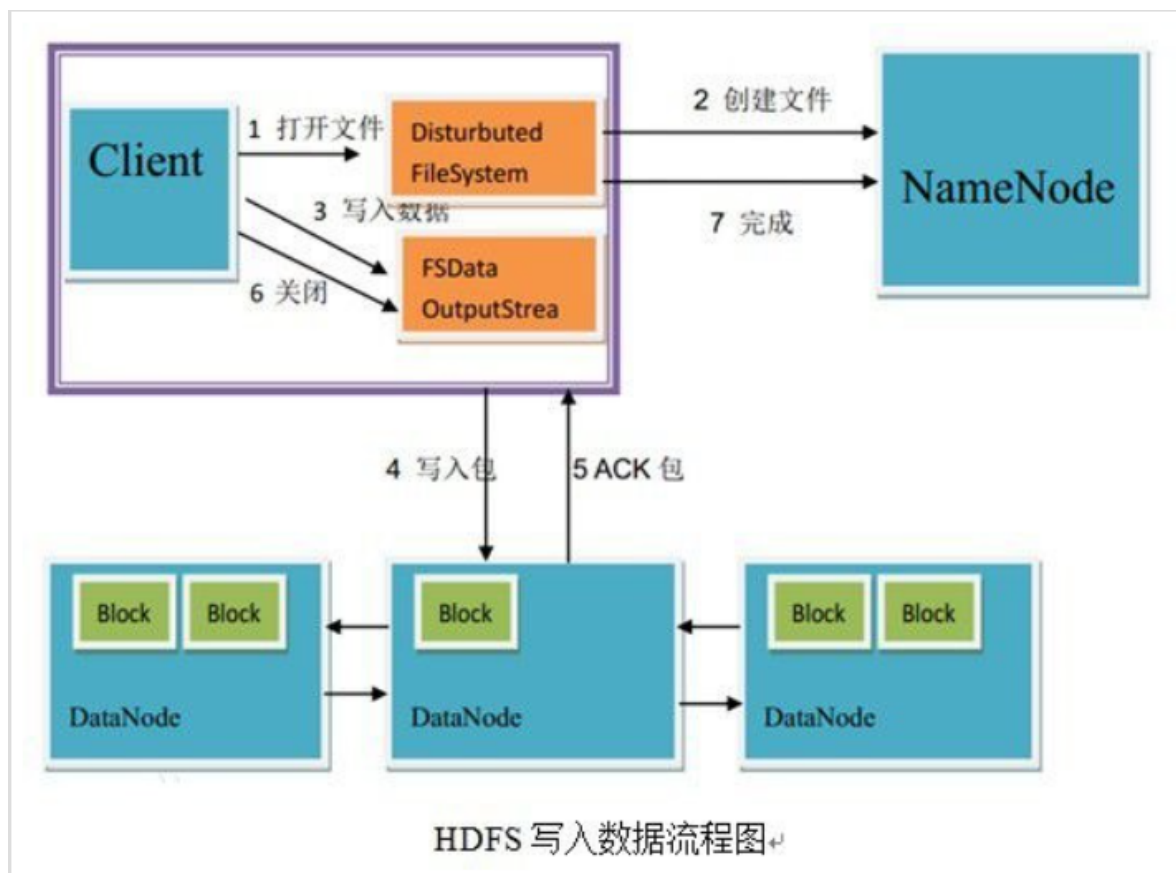 Client
1 打开文件
Disturbuted
FileSystem
2 创建文件
NameNode
3 写入数据
7 完成
FSData
OutputStrea
6 关闭
4 写入包
5 ACK 包
Block
Block
DataNode
Block
DataNode
Block
Block
DataNode
HDFS 写入数据流程图